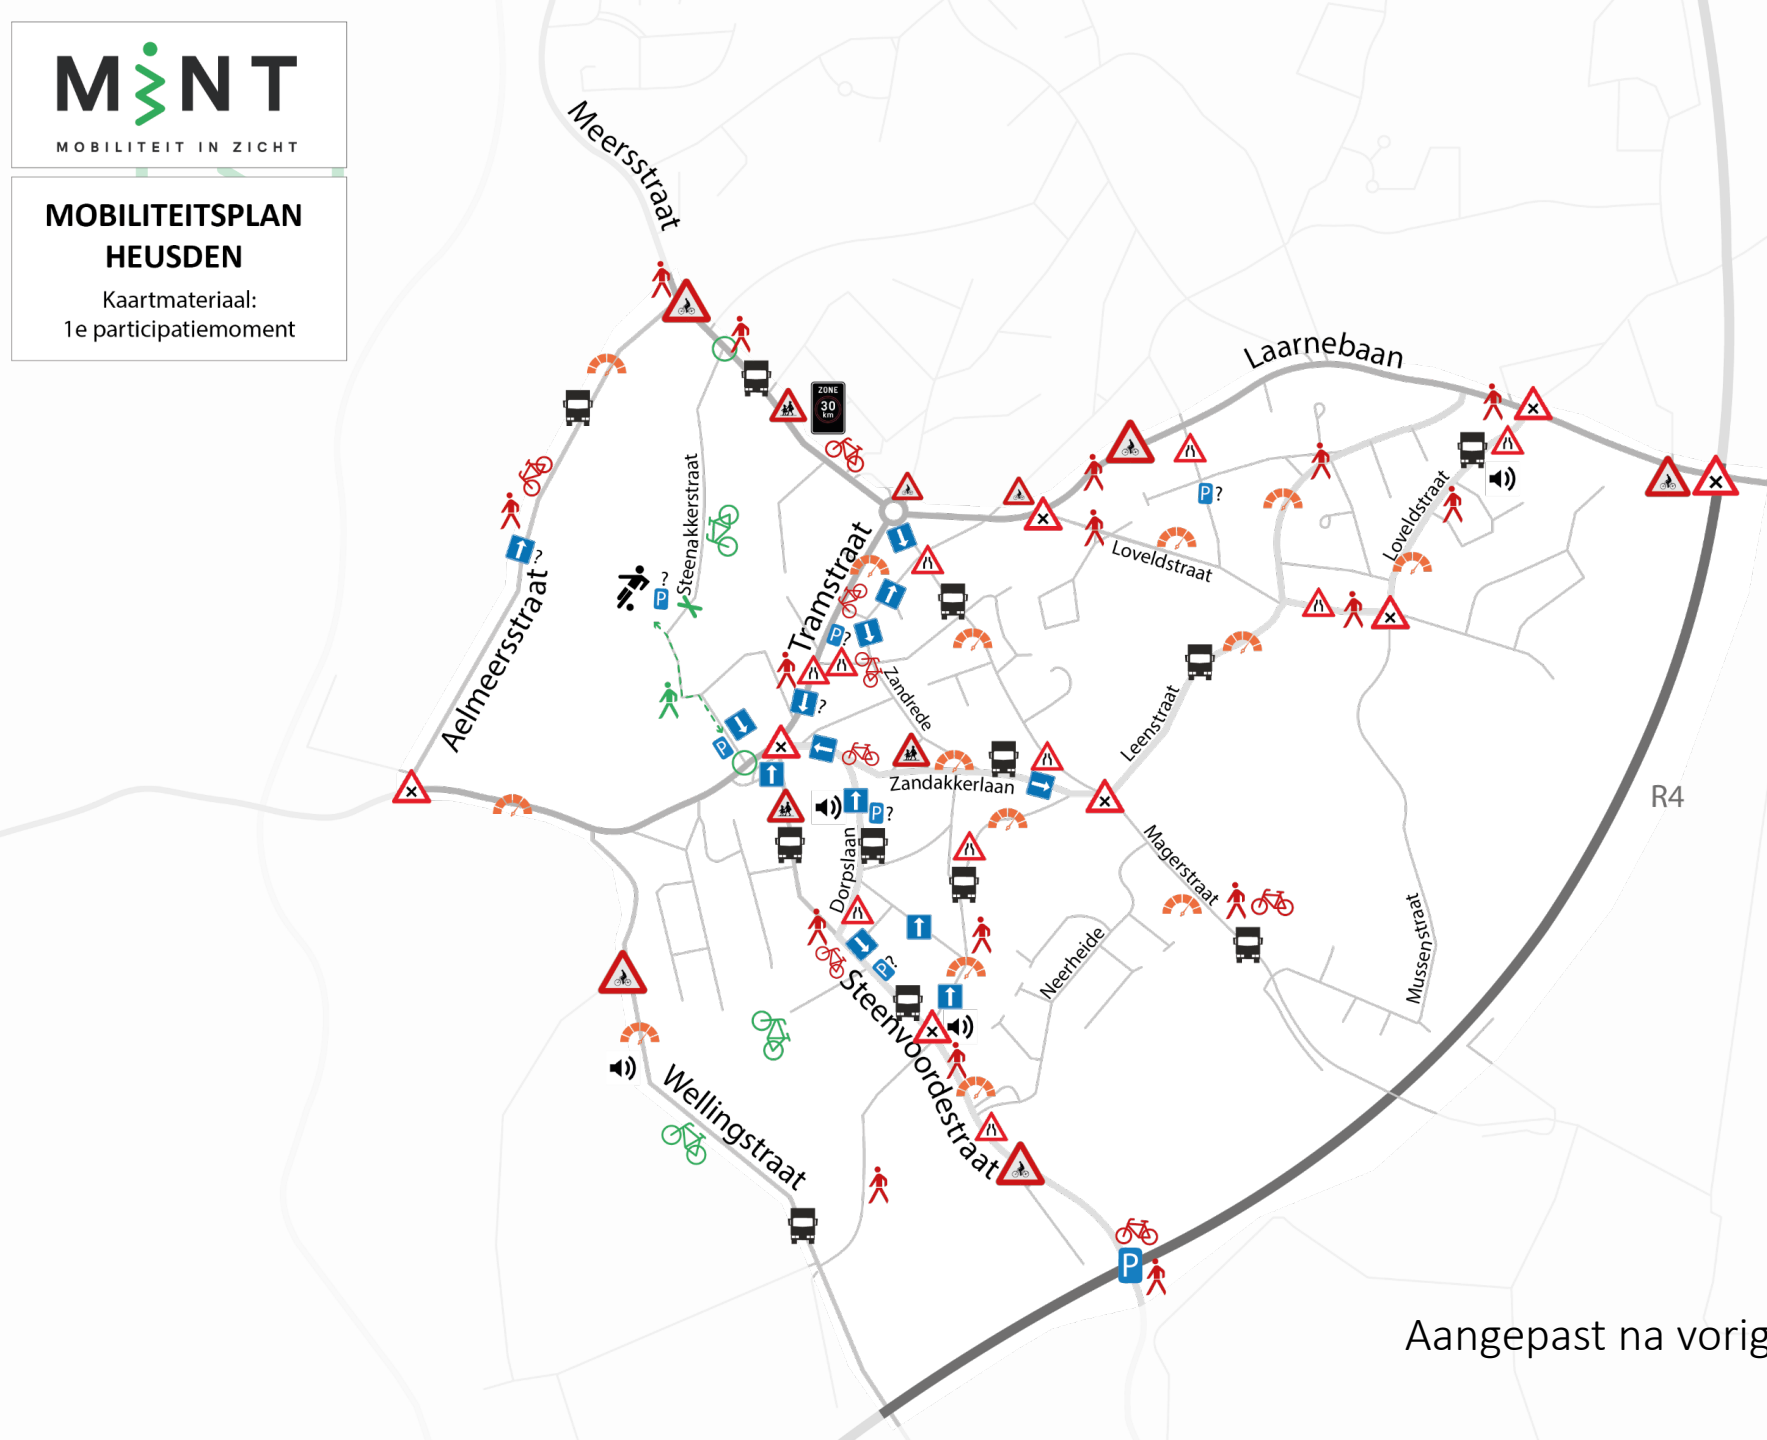 MiNT
MOBILITEIT IN ZICHT
MOBILITEITSPLAN
HEUSDEN
Kaartmateriaal:
1e participatiemoment
Meersstraat
Laarnebaan
ZONE
30
km
Steenakkerstraat
Loveldstraat
P ?
Loveldstraat
Tramstraat
?
?
P
Aelmeersstraat
P?
Zandrede
?
P
Leenstraat
Zandakkerlaan
R4
P ?
Dorpslaan
Magerstraat
Mussenstraat
Neerheide
P?
Steenvoordestraat
Wellingstraat
P
Aangepast na vorig